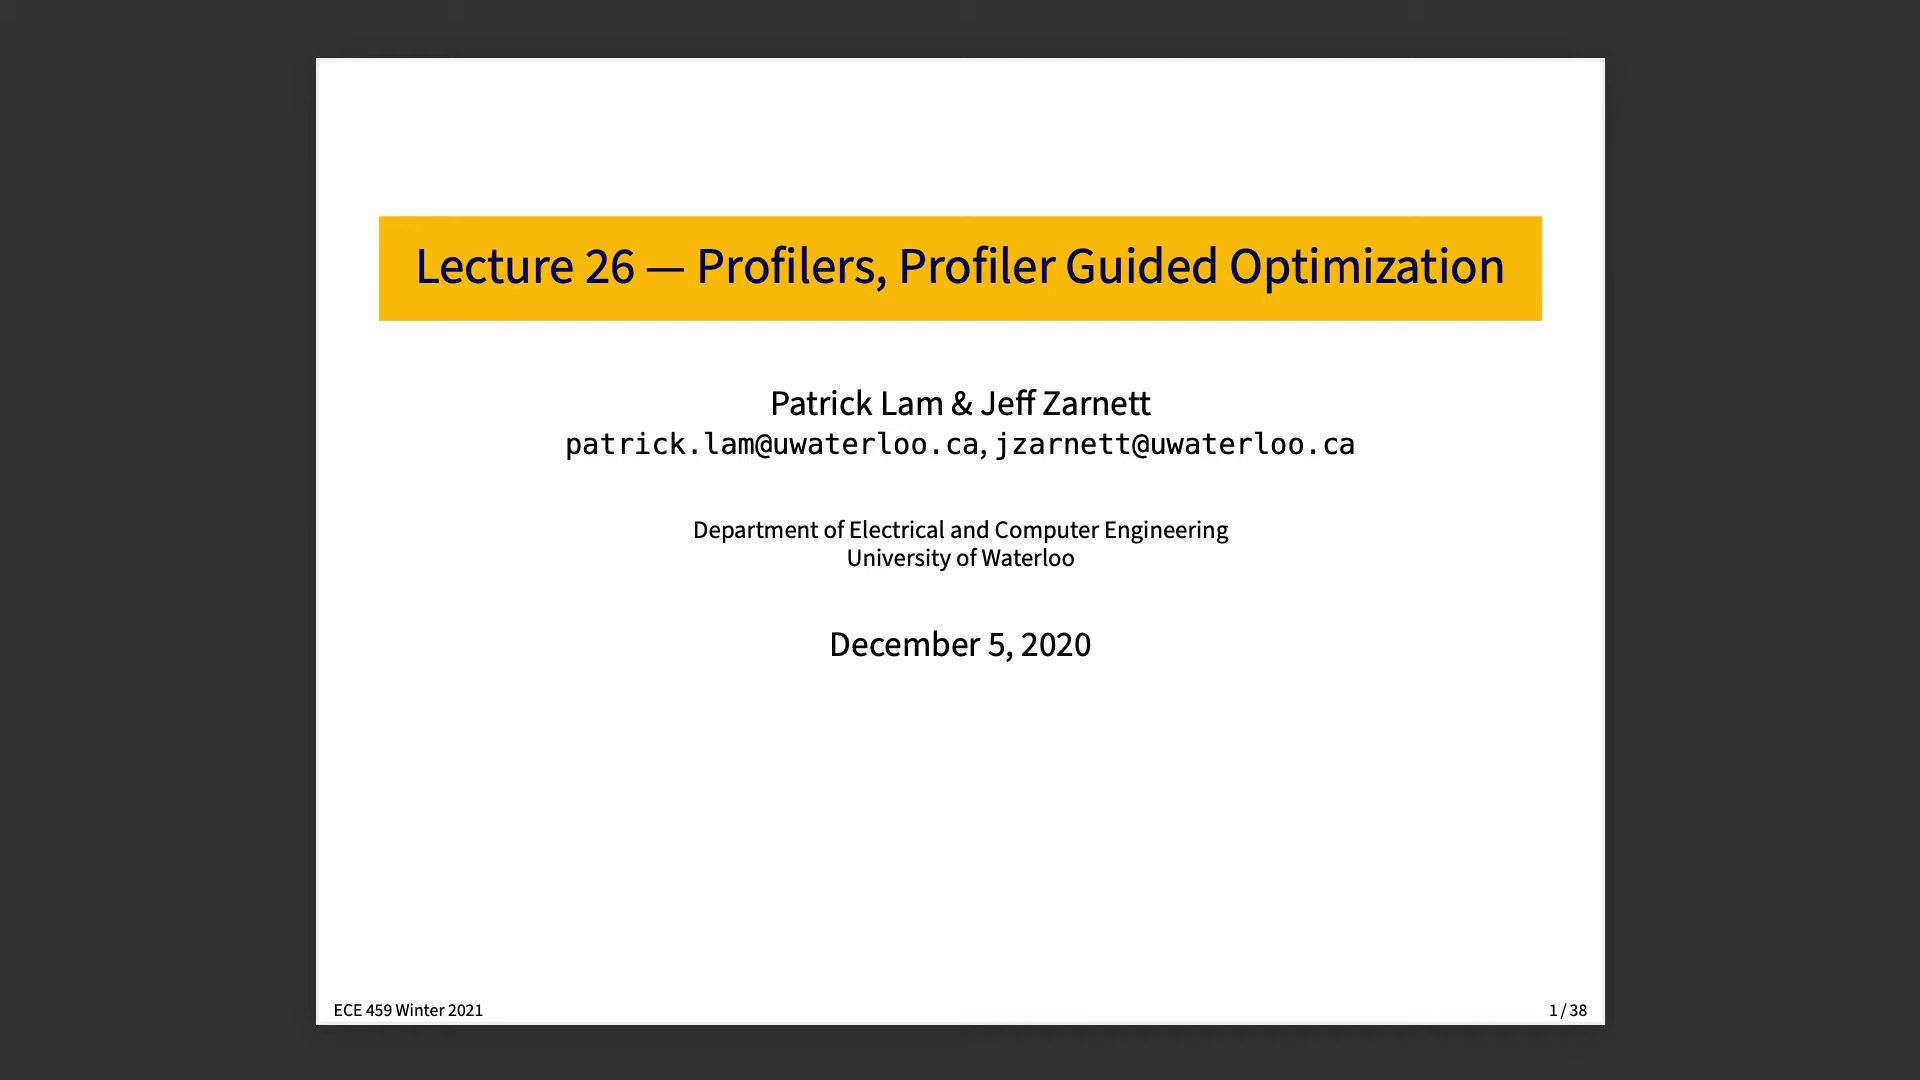 Lecture 26 — Profilers, Profiler Guided Optimization
Patrick Lam & Jeff Zarnett
patrick.lam@uwaterloo.ca, jzarnett@uwaterloo.ca
Department of Electrical and Computer Engineering
University of Waterloo
December 5, 2020
ECE 459 Winter 2021
1 / 38